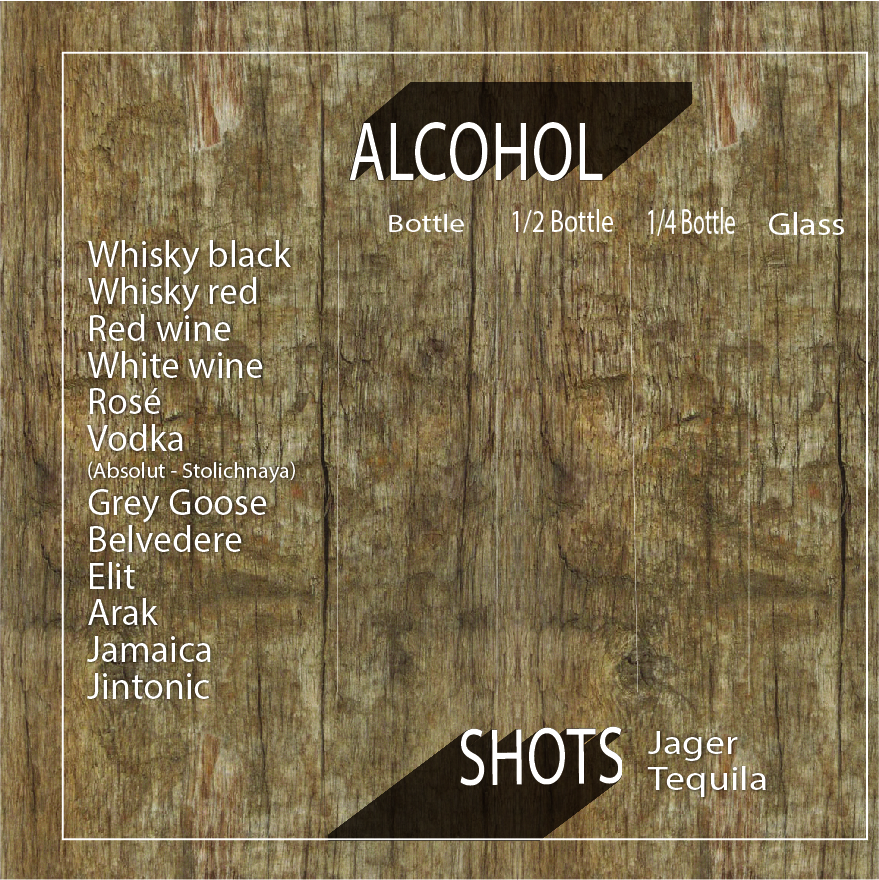 ALCOHOL
Bottle 1/2 Bottle 1/4 Bottle Glass
Whisky black
Whisky red
Red wine
White wine
Rosé
Vodka
(Absolut - Stolichnaya)
Grey Goose
Belvedere
Elit
Arak
Jamaica
Jintonic
SHOTS
Jager
Tequila